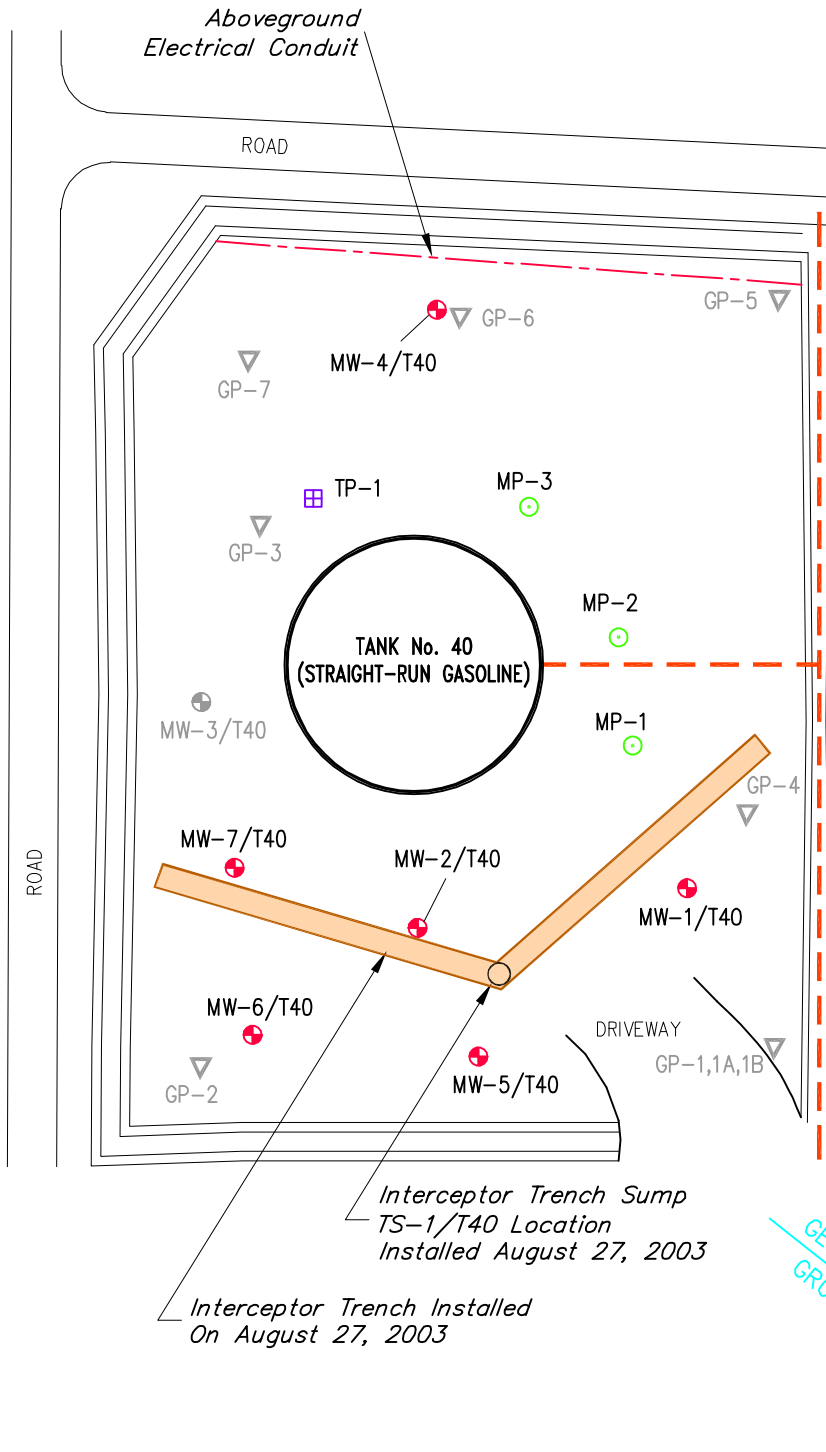 Aboveground
Electrical Conduit
ROAD
GP-5
GP-6
MW-4/T40
GP-7
MP-3
TP-1
GP-3
MP-2
TANK No. 40
(STRAIGHT-RUN GASOLINE)
MP-1
MW-3/T40
GP-4
MW-7/T40
MW-2/T40
ROAD
MW-1/T40
MW-6/T40
DRIVEWAY
GP-1,1A,1B
MW-5/T40
GP-2
Interceptor Trench Sump
TS-1/T40 Location
Installed August 27, 2003
Interceptor Trench Installed
On August 27, 2003